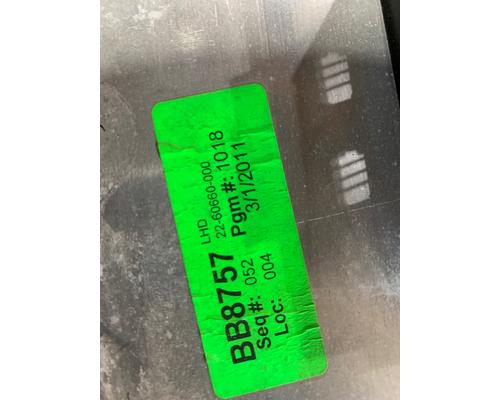 LHD
22-60660-000
BB8757 Pgm #: 1018
Seq#: 052 3/1/2011
Loc: 004